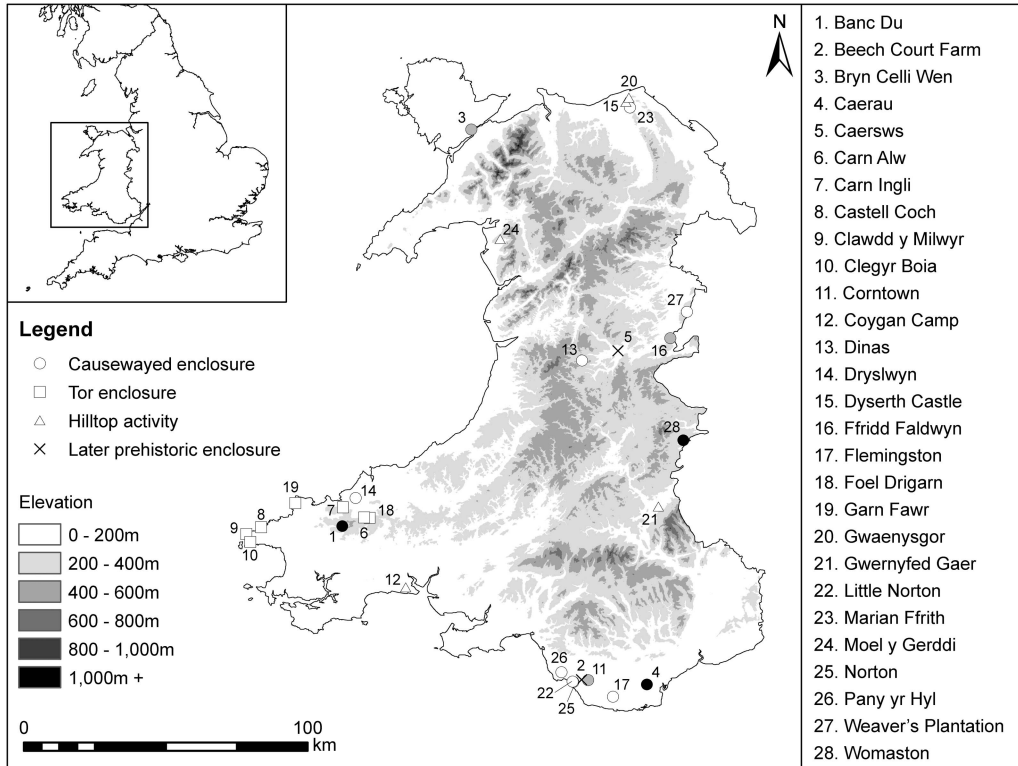 N
20
15
23
3
24
27
5
16
13
28
19
14
7
18
8
9
10
1
6
21
12
26
2
11
4
22
17
25
Legend
Causewayed enclosure
Tor enclosure
Hilltop activity
Later prehistoric enclosure
Elevation
0 - 200m
200 - 400m
400 - 600m
600 - 800m
800 - 1,000m
1,000m +
0 100
km
1. Banc Du
2. Beech Court Farm
3. Bryn Celli Wen
4. Caerau
5. Caersws
6. Carn Alw
7. Carn Ingli
8. Castell Coch
9. Clawdd y Milwyr
10. Clegyr Boia
11. Corntown
12. Coygan Camp
13. Dinas
14. Dryslwyn
15. Dyserth Castle
16. Ffridd Faldwyn
17. Flemingston
18. Foel Drigarn
19. Garn Fawr
20. Gwaenysgor
21. Gwernyfed Gaer
22. Little Norton
23. Marian Ffrith
24. Moel y Gerddi
25. Norton
26. Pany yr Hyl
27. Weaver's Plantation
28. Womaston